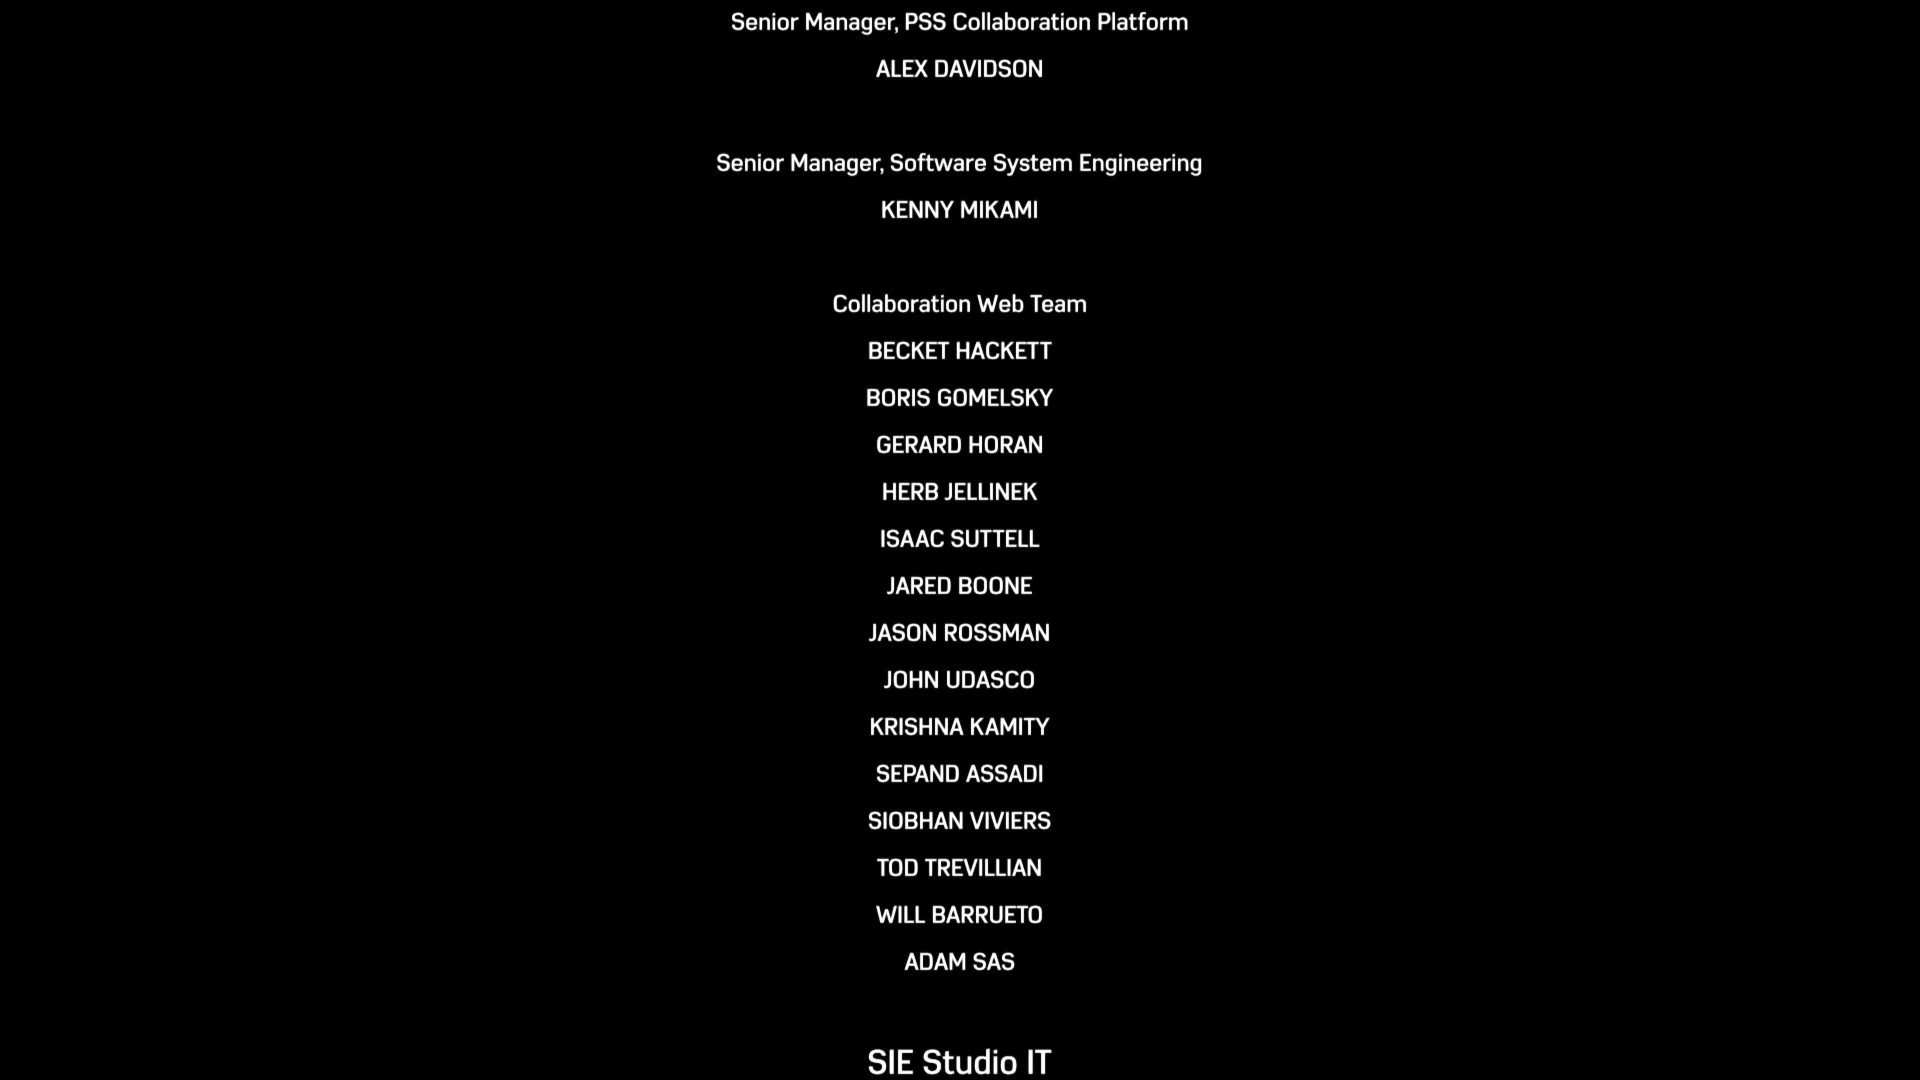 Senior Manager, PSS Collaboration Platform
ALEX DAVIDSON
Senior Manager, Software System Engineering
KENNY MIKAMI
Collaboration Web Team
BECKET HACKETT
BORIS GOMELSKY
GERARD HORAN
HERB JELLINEK
ISAAC SUTTELL
JARED BOONE
JASON ROSSMAN
JOHN UDASCO
KRISHNA KAMITY
SEPAND ASSADI
SIOBHAN VIVIERS
TOD TREVILLIAN
WILL BARRUETO
ADAM SAS
SIE Studio IT